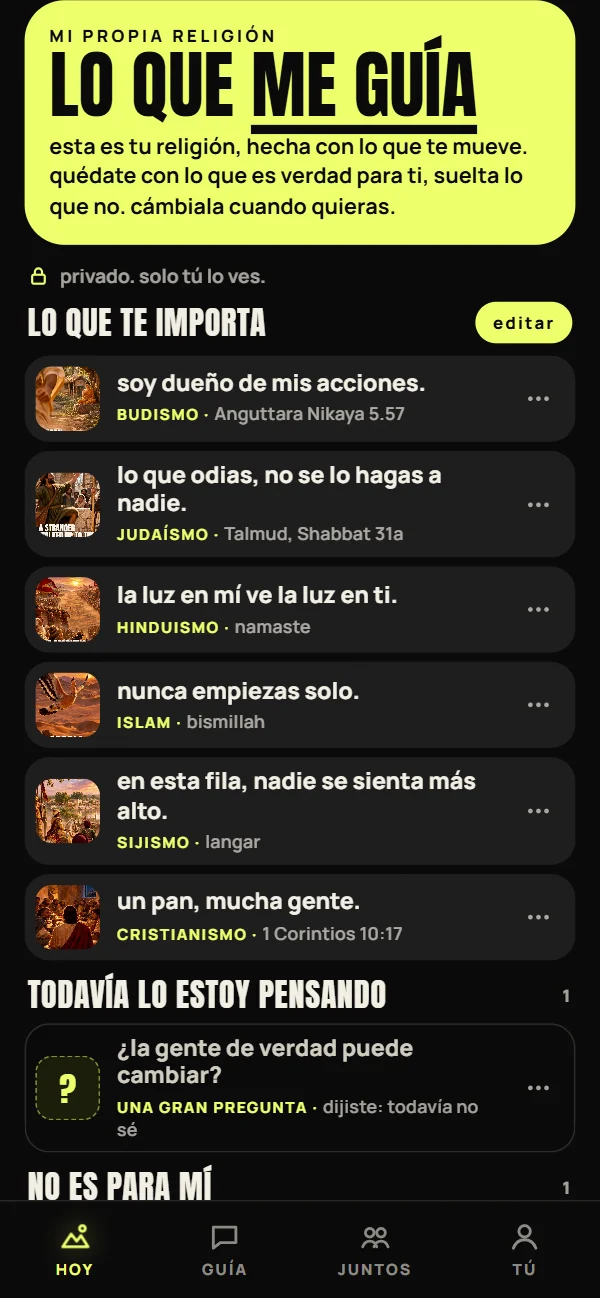 MI PROPIA RELIGIÓN
LO QUE ME GUÍA
esta es tu religión, hecha con lo que te mueve.
quédate con lo que es verdad para ti, suelta lo
que no. cámbiala cuando quieras.
privado. solo tú lo ves.
LO QUE TE IMPORTA
editar
soy dueño de mis acciones.
BUDISMO · Anguttara Nikaya 5.57
lo que odias, no se lo hagas a
nadie.
JUDAÍSMO · Talmud, Shabbat 31a
A STRANGER
la luz en mí ve la luz en ti.
HINDUISMO · namaste
nunca empiezas solo.
ISLAM · bismillah
en esta fila, nadie se sienta más
alto.
SIJISMO · langar
un pan, mucha gente.
CRISTIANISMO · 1 Corintios 10:17
TODAVÍA LO ESTOY PENSANDO
1
?
¿la gente de verdad puede
cambiar?
UNA GRAN PREGUNTA · dijiste: todavía no
sé
NO ES PARA MÍ
1
HOY
GUÍA
JUNTOS
TÚ